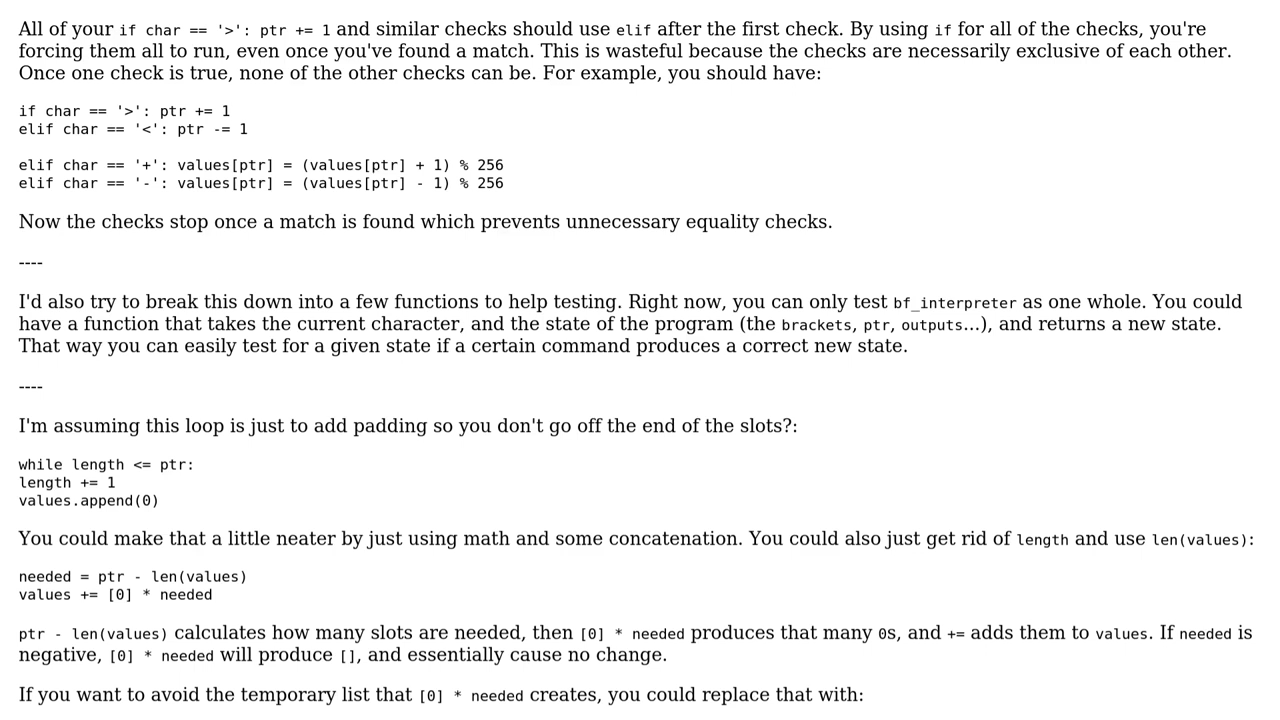 All of your if char == '>': ptr += 1 and similar checks should use elif after the first check. By using if for all of the checks, you're
forcing them all to run, even once you've found a match. This is wasteful because the checks are necessarily exclusive of each other.
Once one check is true, none of the other checks can be. For example, you should have:
if char == '>': ptr += 1
elif char == '<': ptr -= 1
elif char == '+': values[ptr] = (values[ptr] + 1) % 256
elif char == '-': values[ptr] = (values[ptr] - 1) % 256
Now the checks stop once a match is found which prevents unnecessary equality checks.
----
I'd also try to break this down into a few functions to help testing. Right now, you can only test bf_interpreter as one whole. You could
have a function that takes the current character, and the state of the program (the brackets, ptr, outputs...), and returns a new state.
That way you can easily test for a given state if a certain command produces a correct new state.
----
I'm assuming this loop is just to add padding so you don't go off the end of the slots?:
while length <= ptr:
length += 1
values.append(0)
You could make that a little neater by just using math and some concatenation. You could also just get rid of length and use len(values):
needed = ptr - len(values)
values += [0] * needed
ptr - len(values) calculates how many slots are needed, then [0] * needed produces that many 0s, and += adds them to values. If needed is
negative, [0] * needed will produce [], and essentially cause no change.
If you want to avoid the temporary list that [0] * needed creates, you could replace that with: